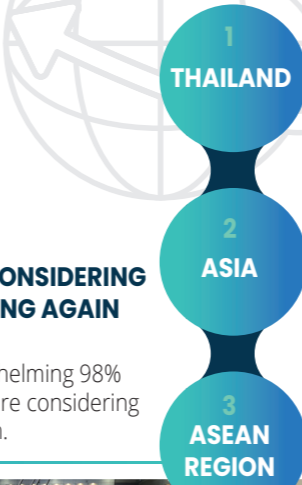 1
THAILAND
2
ASIA
ONSIDERING
NG AGAIN
helming 98%
re considering
3
ASEAN
REGION